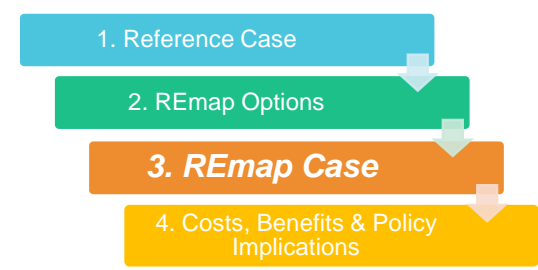 1. Reference Case
2. REmap Options
3. REmap Case
4. Costs, Benefits & Policy
Implications